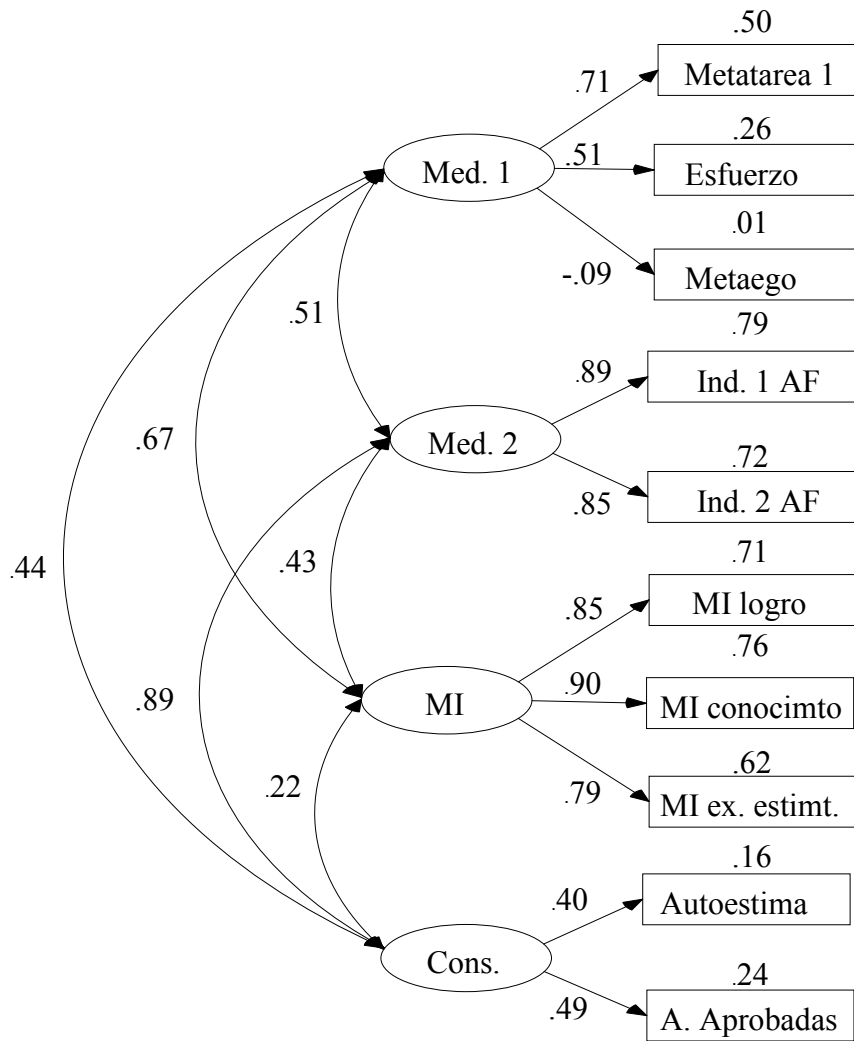 .50
Metatarea 1
.71
.26
Med. 1
.51
Esfuerzo
.01
-.09
Metaego
.51
.79
.89
Ind. 1 AF
.67
Med. 2
.72
.85
Ind. 2 AF
.44
.43
.71
.85
MI logro
.76
.89
MI
.90
MI conocimto
.22
.62
.79
MI ex. estimt.
.16
.40
Autoestima
Cons.
.24
.49
A. Aprobadas